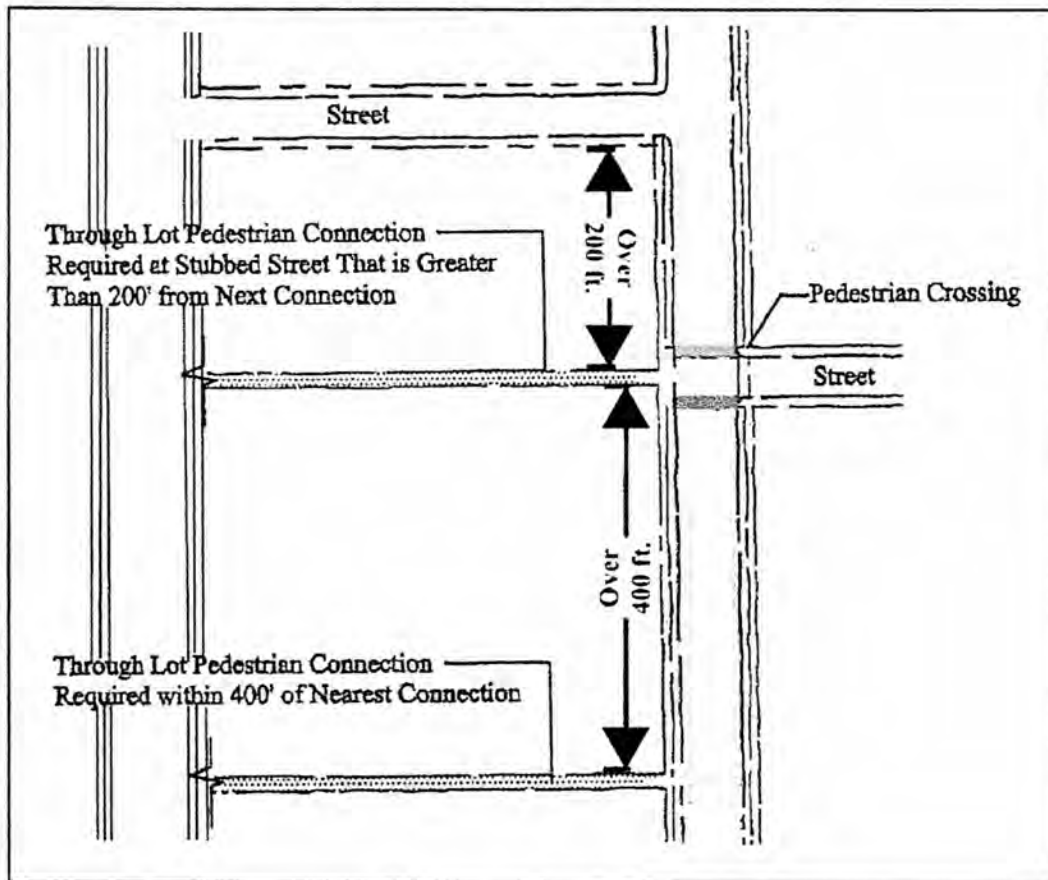 Street
Over
200 ft.
Through Lot Pedestrian Connection
Required at Stubbed Street That is Greater
Than 200' from Next Connection
Pedestrian Crossing
Street
Over
400 ft.
Through Lot Pedestrian Connection
Required within 400' of Nearest Connection